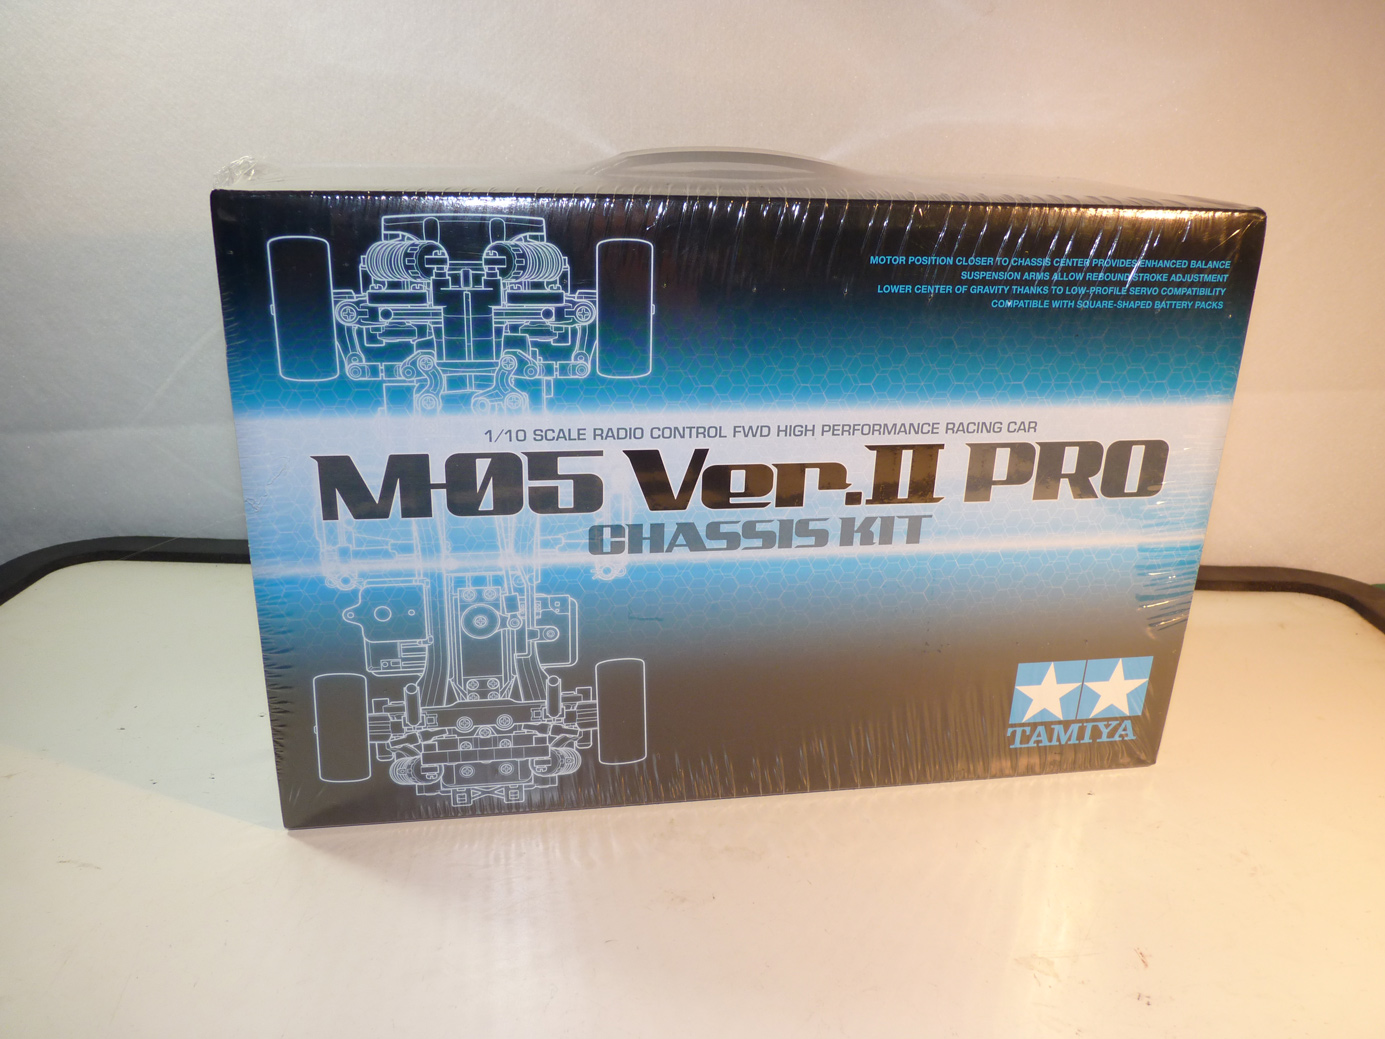 MOTOR POSITION CLOSER TO CHASSIS CENTER PROVIDES ENHANCED BALANCE
SUSPENSION ARMS ALLOW REBOUND STROKE ADJUSTMENT
LOWER CENTER OF GRAVITY THANKS TO LOW-PROFILE SERVO COMPATIBILITY
COMPATIBLE WITH SQUARE-SHAPED BATTERY PACKS
1/10 SCALE RADIO CONTROL FWD HIGH PERFORMANCE RACING CAR
M-05 Ver.II PRO
CHASSIS KIT
TAMIYA